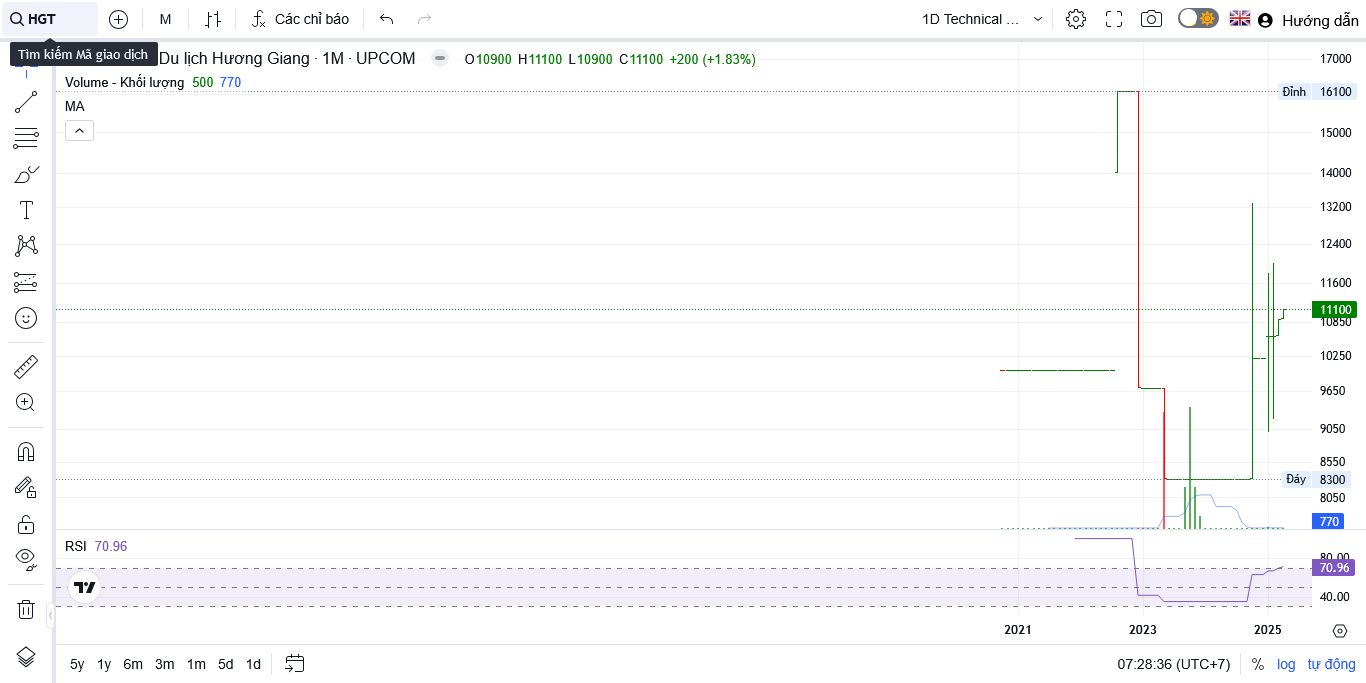 HGT
M
Các chỉ báo
1D Technical ...
Hướng dẫn
Tìm kiếm Mã giao dịch
Du lịch Hương Giang · 1M · UPCOM
O10900 H11100 L10900 C11100 +200 (+1.83%)
Volume - Khối lượng 500 770
MA
17000
Đỉnh 16100
15000
14000
13200
12400
11600
11100
10850
10250
9650
9050
8550
Đáy 8300
8050
770
RSI 70.96
80.00
70.96
40.00
2021 2023 2025
5y 1y 6m 3m 1m 5d 1d
07:28:36 (UTC+7) % log tự động